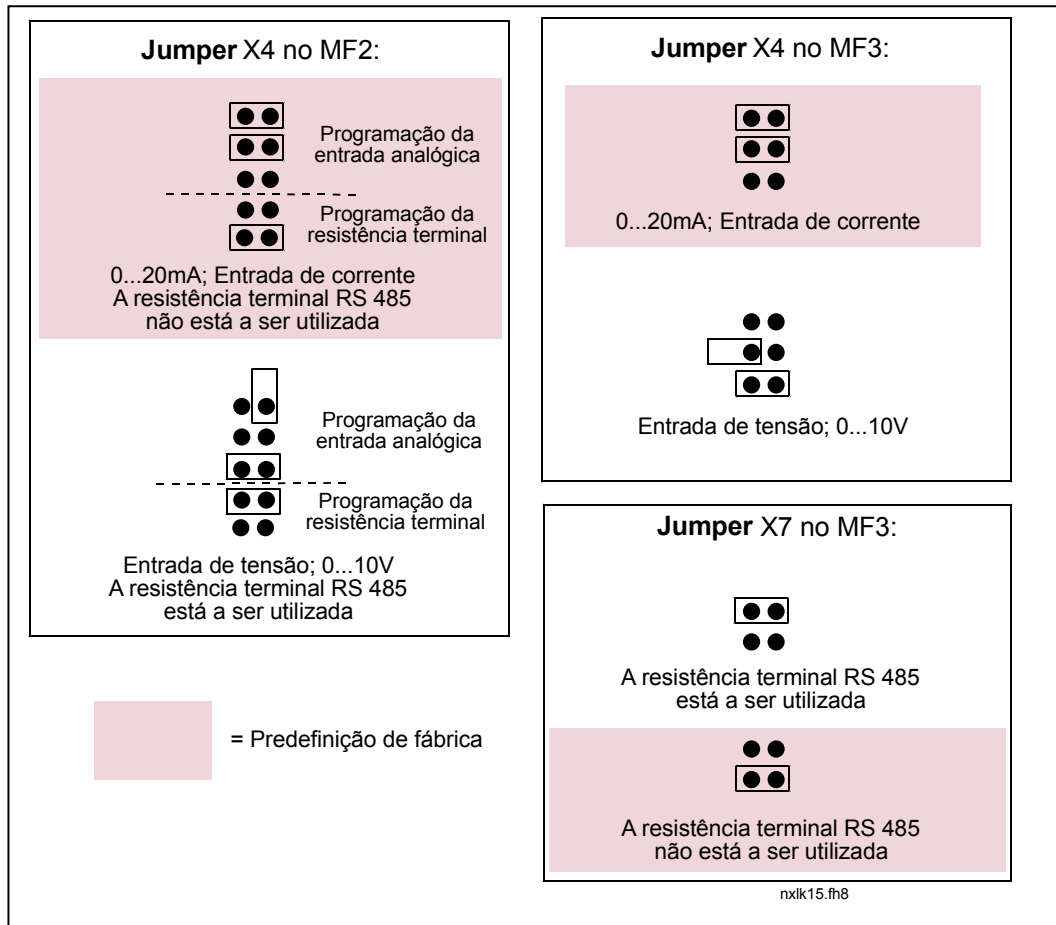 Jumper X4 no MF2:
Programação da
entrada analógica
Programação da
resistência terminal
0...20mA; Entrada de corrente
A resistência terminal RS 485
não está a ser utilizada
Programação da
entrada analógica
Programação da
resistência terminal
Entrada de tensão; 0...10V
A resistência terminal RS 485
está a ser utilizada
= Predefinição de fábrica
Jumper X4 no MF3:
0...20mA; Entrada de corrente
Entrada de tensão; 0...10V
Jumper X7 no MF3:
A resistência terminal RS 485
está a ser utilizada
A resistência terminal RS 485
não está a ser utilizada
nxlk15.fh8